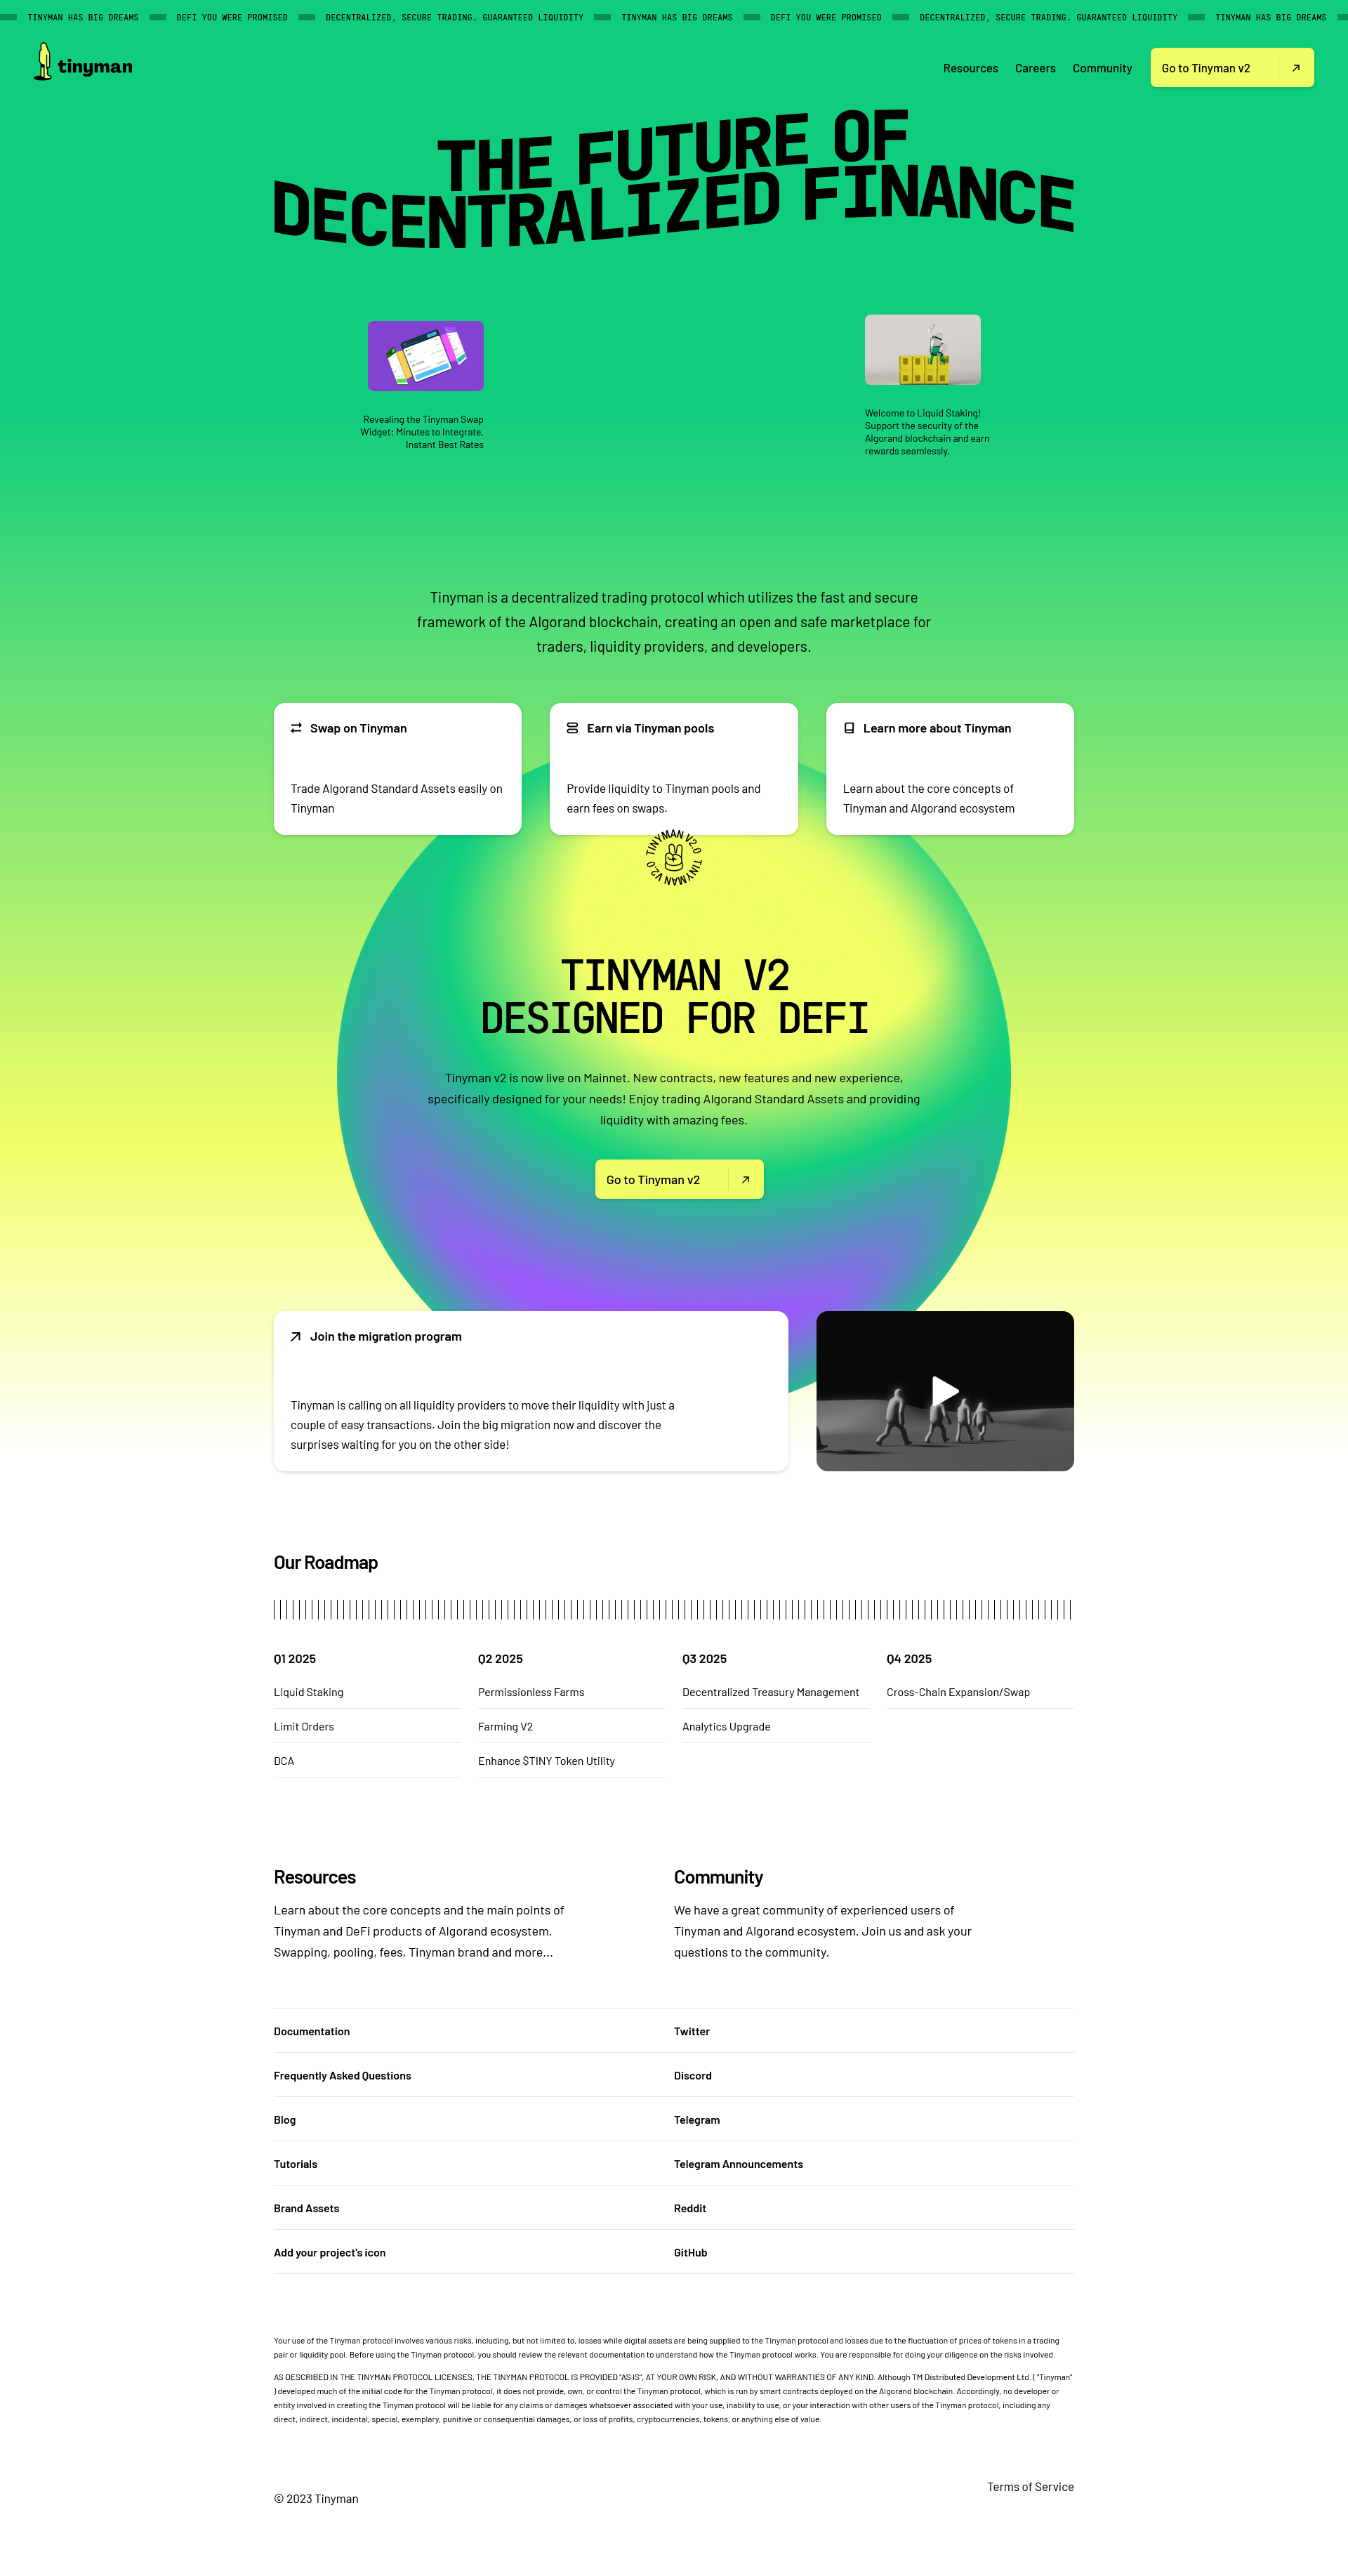 TINYMAN HAS BIG DREAMS DEFI YOU WERE PROMISED DECENTRALIZED, SECURE TRADING. GUARANTEED LIQUIDITY TINYMAN HAS BIG DREAMS DEFI YOU WERE PROMISED DECENTRALIZED, SECURE TRADING. GUARANTEED LIQUIDITY TINYMAN HAS BIG DREAMS
tinyman
Resources Careers Community Go to Tinyman v2
THE FUTURE OF
DECENTRALIZED FINANCE
Revealing the Tinyman Swap
Widget: Minutes to Integrate,
Instant Best Rates
Welcome to Liquid Staking!
Support the security of the
Algorand blockchain and earn
rewards seamlessly.
Tinyman is a decentralized trading protocol which utilizes the fast and secure
framework of the Algorand blockchain, creating an open and safe marketplace for
traders, liquidity providers, and developers.
Swap on Tinyman
Trade Algorand Standard Assets easily on
Tinyman
Earn via Tinyman pools
Provide liquidity to Tinyman pools and
earn fees on swaps.
Learn more about Tinyman
Learn about the core concepts of
Tinyman and Algorand ecosystem
TINYMAN V2.0 TINYMAN V2.0
TINYMAN V2
DESIGNED FOR DEFI
Tinyman v2 is now live on Mainnet. New contracts, new features and new experience,
specifically designed for your needs! Enjoy trading Algorand Standard Assets and providing
liquidity with amazing fees.
Go to Tinyman v2
Join the migration program
Tinyman is calling on all liquidity providers to move their liquidity with just a
couple of easy transactions. Join the big migration now and discover the
surprises waiting for you on the other side!
Our Roadmap
Q1 2025
Liquid Staking
Limit Orders
DCA
Q2 2025
Permissionless Farms
Farming V2
Enhance $TINY Token Utility
Q3 2025
Decentralized Treasury Management
Analytics Upgrade
Q4 2025
Cross-Chain Expansion/Swap
Resources
Learn about the core concepts and the main points of
Tinyman and DeFi products of Algorand ecosystem.
Swapping, pooling, fees, Tinyman brand and more...
Community
We have a great community of experienced users of
Tinyman and Algorand ecosystem. Join us and ask your
questions to the community.
Documentation
Frequently Asked Questions
Blog
Tutorials
Brand Assets
Add your project's icon
Twitter
Discord
Telegram
Telegram Announcements
Reddit
GitHub
Your use of the Tinyman protocol involves various risks, including, but not limited to, losses while digital assets are being supplied to the Tinyman protocol and losses due to the fluctuation of prices of tokens in a trading
pair or liquidity pool. Before using the Tinyman protocol, you should review the relevant documentation to understand how the Tinyman protocol works. You are responsible for doing your diligence on the risks involved.
AS DESCRIBED IN THE TINYMAN PROTOCOL LICENSES, THE TINYMAN PROTOCOL IS PROVIDED "AS IS", AT YOUR OWN RISK, AND WITHOUT WARRANTIES OF ANY KIND. Although TM Distributed Development Ltd. ( "Tinyman"
) developed much of the initial code for the Tinyman protocol, it does not provide, own, or control the Tinyman protocol, which is run by smart contracts deployed on the Algorand blockchain. Accordingly, no developer or
entity involved in creating the Tinyman protocol will be liable for any claims or damages whatsoever associated with your use, inability to use, or your interaction with other users of the Tinyman protocol, including any
direct, indirect, incidental, special, exemplary, punitive or consequential damages, or loss of profits, cryptocurrencies, tokens, or anything else of value.
© 2023 Tinyman
Terms of Service